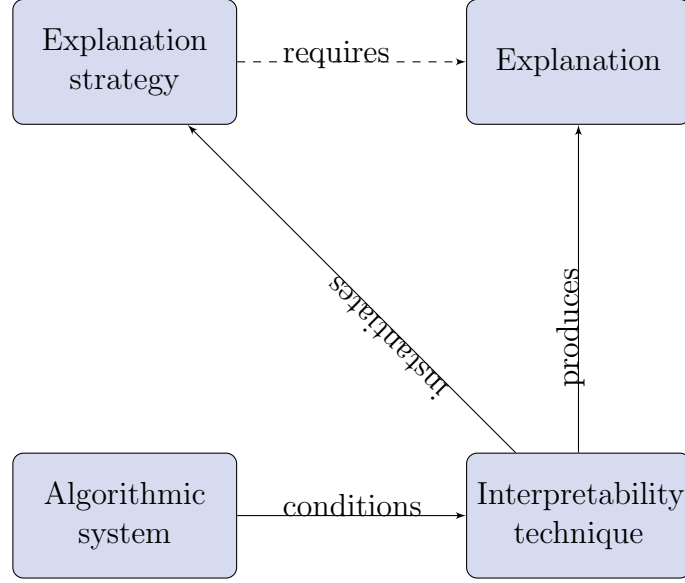 Explanation
strategy
requires
Explanation
instantiates
produces
Algorithmic
system
conditions
Interpretability
technique